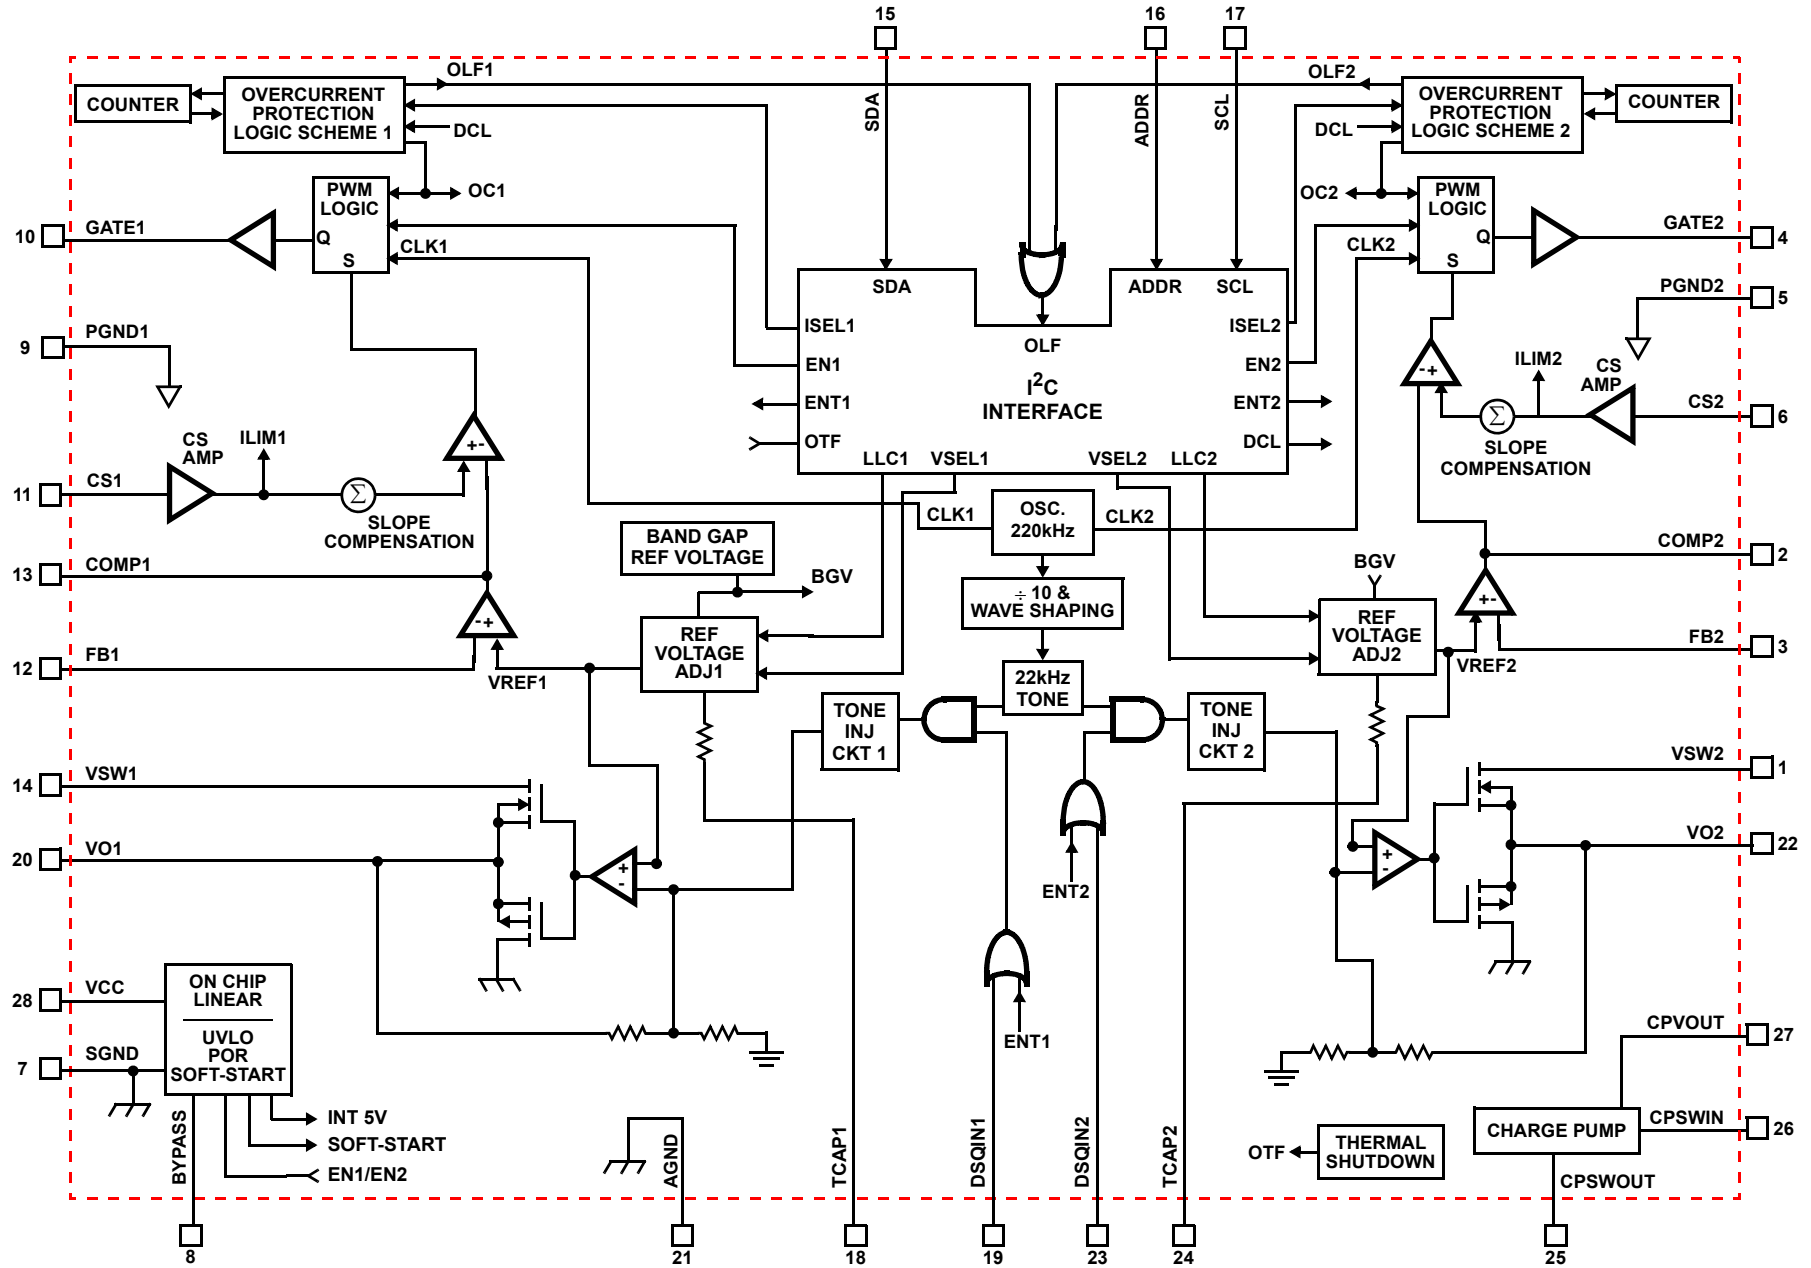 15
16
17
OLF1
OLF2
COUNTER
OVERCURRENT
PROTECTION
LOGIC SCHEME 1
DCL
SDA
ADDR
SCL
DCL
OVERCURRENT
PROTECTION
LOGIC SCHEME 2
COUNTER
PWM
LOGIC
Q
S
OC1
CLK1
10
GATE1
OC2
CLK2
PWM
LOGIC
Q
S
GATE2
4
SDA
ADDR
SCL
ISEL1
EN1
ENT1
OTF
OLF
I2C
INTERFACE
ISEL2
EN2
ENT2
DCL
LLC1
VSEL1
VSEL2
LLC2
9
PGND1
PGND2
5
CS
AMP
ILIM1
+-
11
CS1
Σ
SLOPE
COMPENSATION
-+
ILIM2
CS
AMP
CS2
6
Σ
SLOPE
COMPENSATION
CLK1
OSC.
220kHz
CLK2
BAND GAP
REF VOLTAGE
BGV
13
COMP1
-+
÷ 10 &
WAVE SHAPING
BGV
COMP2
2
+-
12
FB1
VREF1
REF
VOLTAGE
ADJ1
22kHz
TONE
REF
VOLTAGE
ADJ2
VREF2
FB2
3
TONE
INJ
CKT 1
TONE
INJ
CKT 2
14
VSW1
VSW2
1
20
VO1
+
-
+
-
VO2
22
ENT2
ENT1
28
VCC
ON CHIP
LINEAR
UVLO
POR
SOFT-START
7
SGND
CPVOUT
27
INT 5V
SOFT-START
EN1/EN2
BYPASS
AGND
TCAP1
DSQIN1
DSQIN2
TCAP2
OTF
THERMAL
SHUTDOWN
CHARGE PUMP
CPSWIN
26
CPSWOUT
8
21
18
19
23
24
25